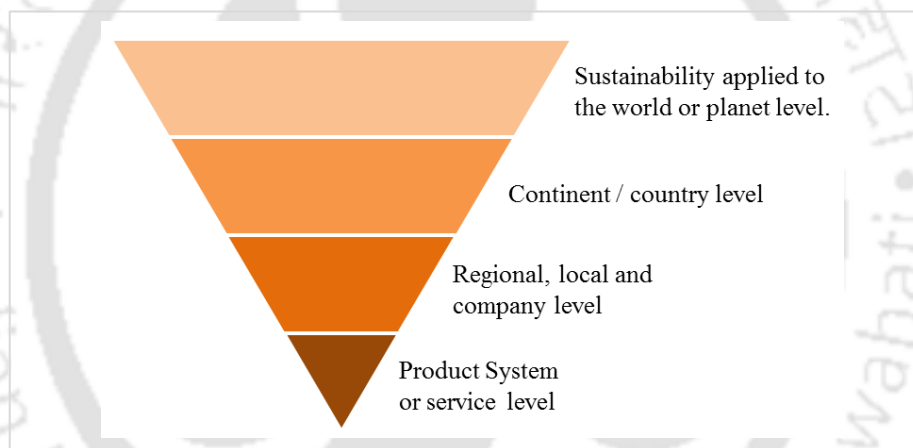 Sustainability applied to
the world or planet level.
Continent / country level
Regional, local and
company level
Product System
or service level
wahati